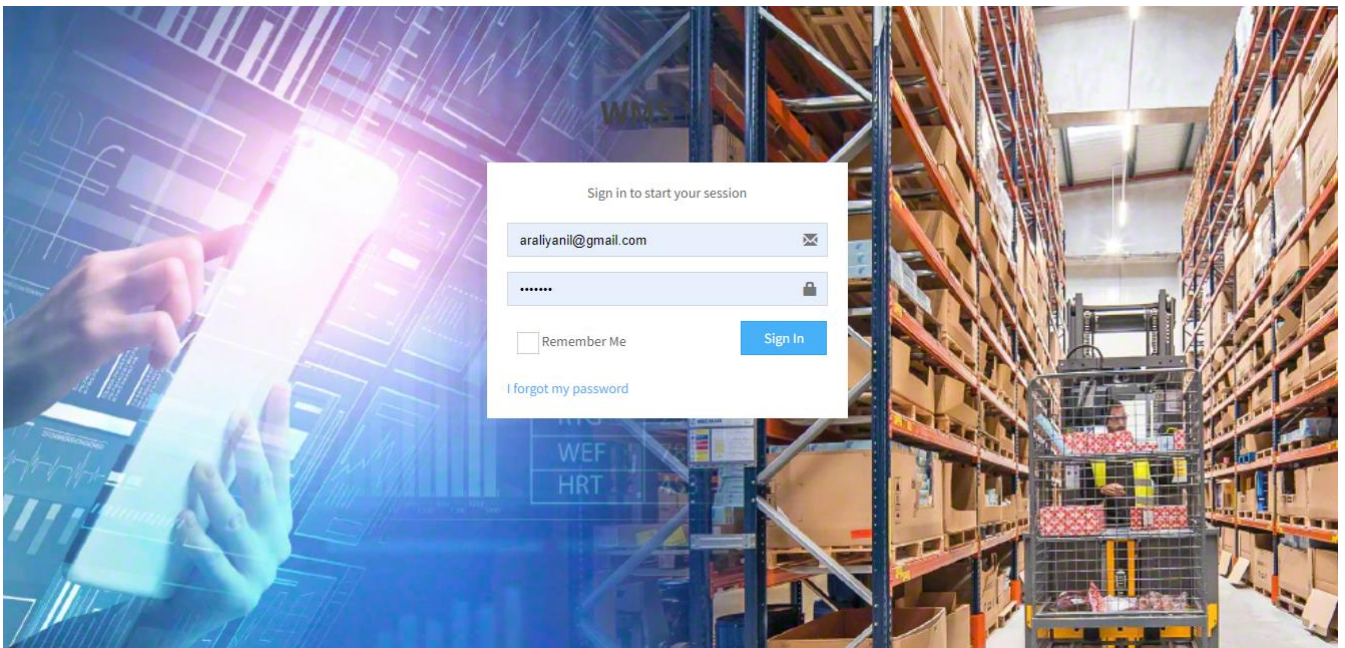 WMS
Sign in to start your session
araliyanil@gmail.com
•••••••
Remember Me
Sign In
I forgot my password
WEF
HRT